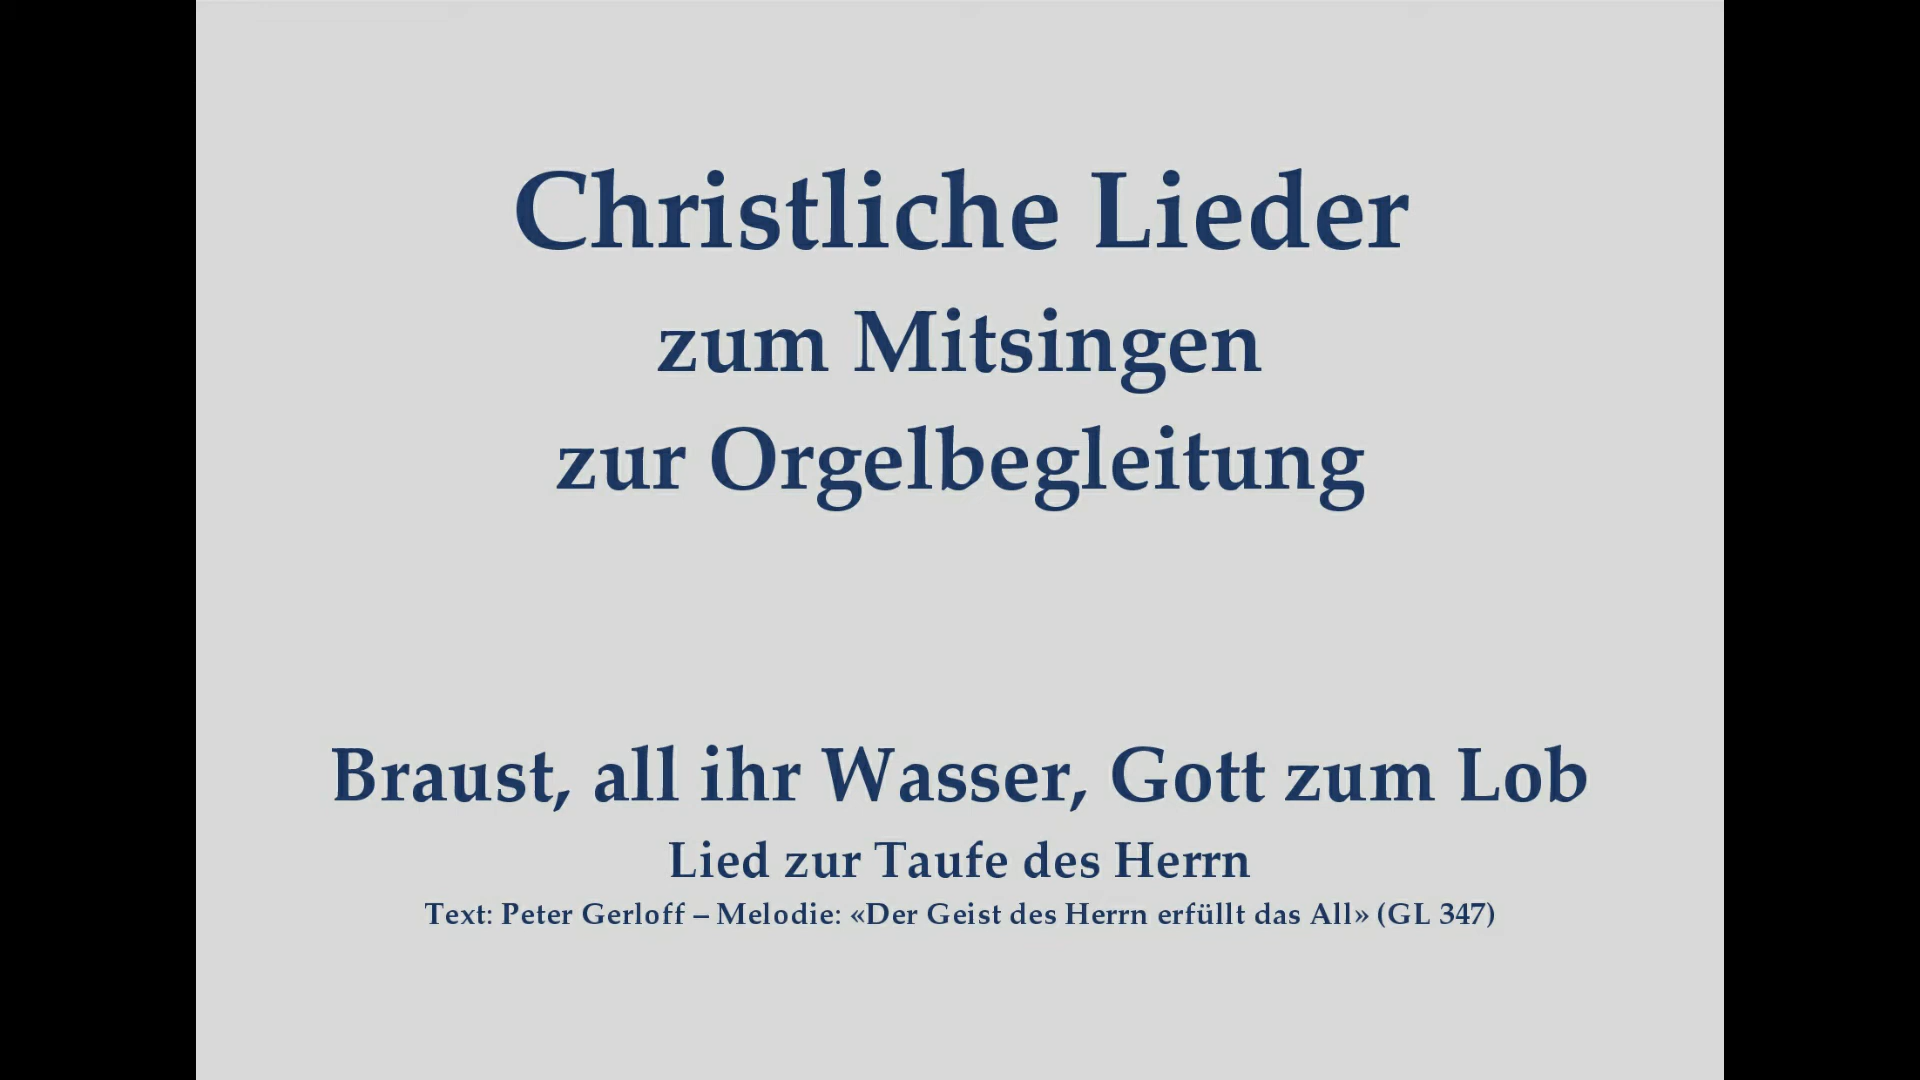 Christliche Lieder
zum Mitsingen
zur Orgelbegleitung
Braust, all ihr Wasser, Gott zum Lob
Lied zur Taufe des Herrn
Text: Peter Gerloff – Melodie: «Der Geist des Herrn erfüllt das All» (GL 347)